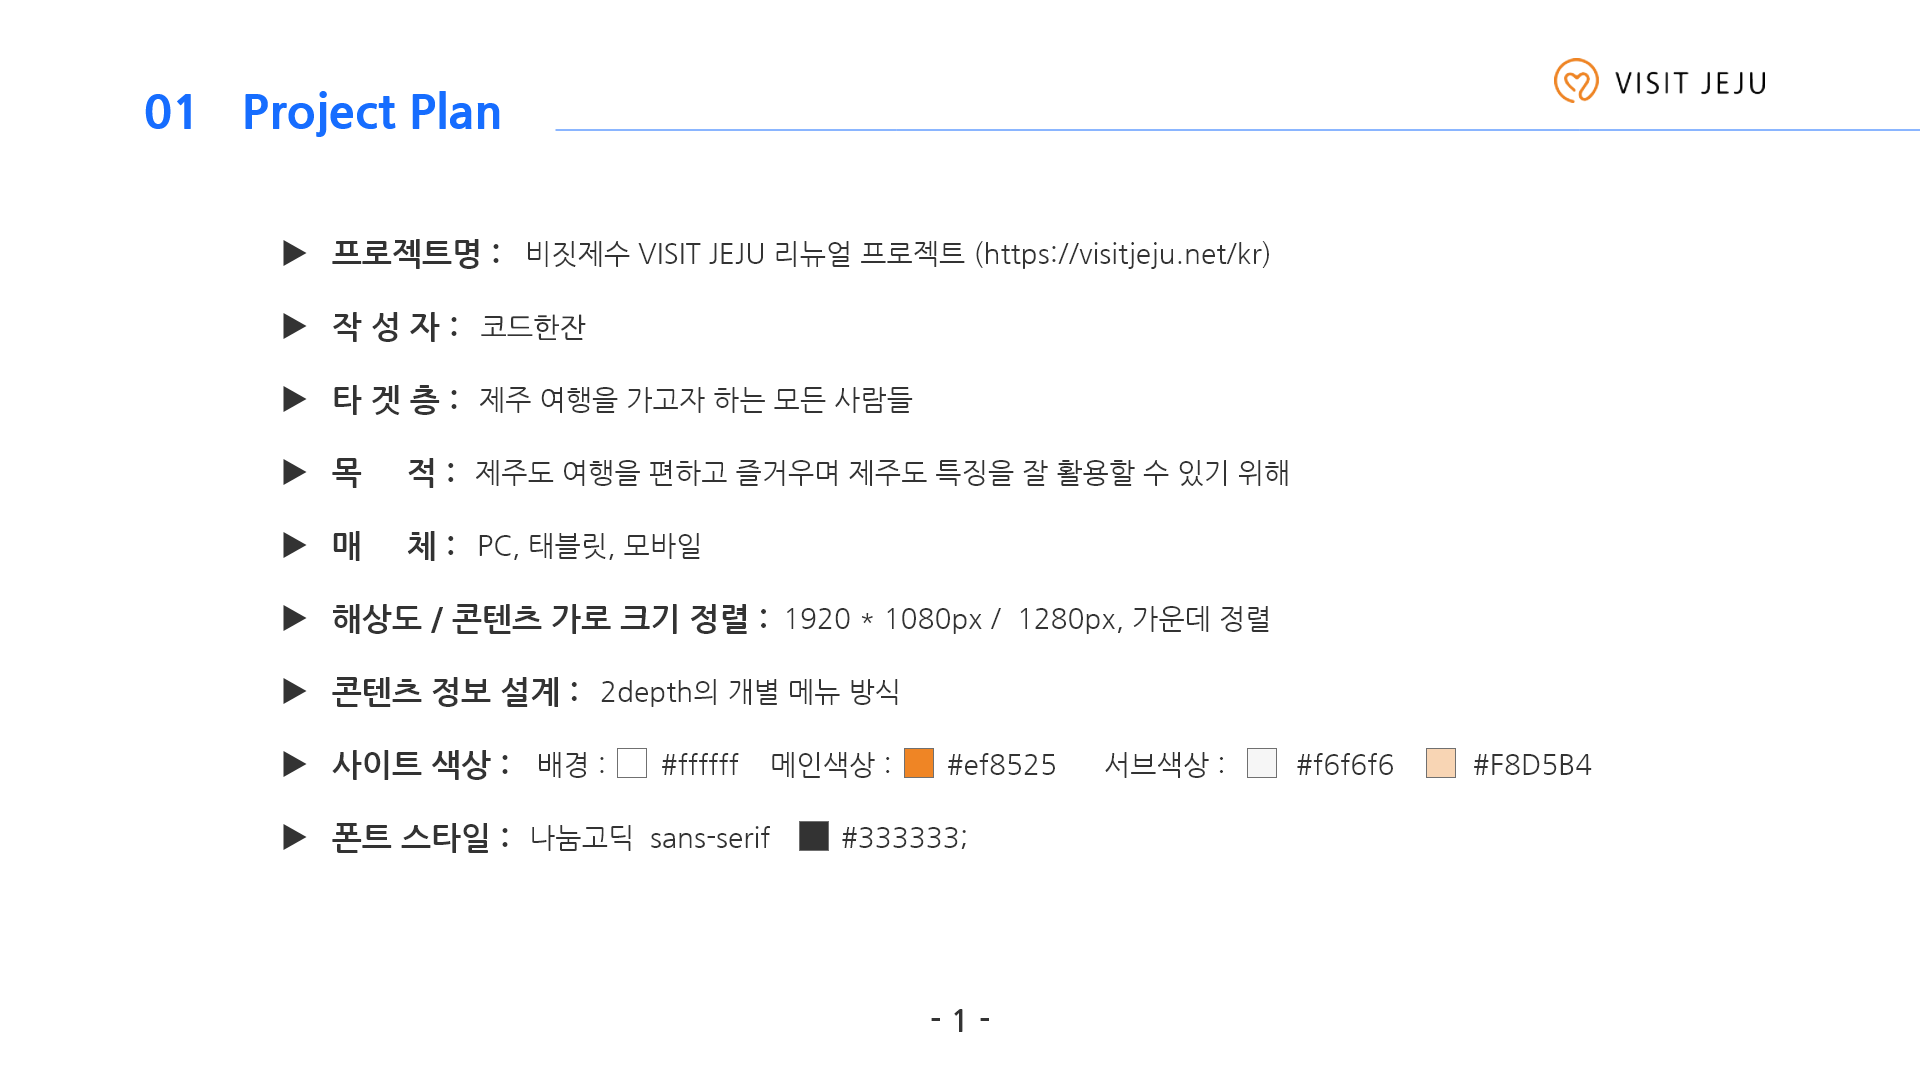 01 Project Plan
VISIT JEJU
▶ 프로젝트명 : 비짓제수 VISIT JEJU 리뉴얼 프로젝트 (https://visitjeju.net/kr)
▶ 작 성 자 : 코드한잔
▶ 타 겟 층 : 제주 여행을 가고자 하는 모든 사람들
▶ 목 적 : 제주도 여행을 편하고 즐거우며 제주도 특징을 잘 활용할 수 있기 위해
▶ 매 체 : PC, 태블릿, 모바일
▶ 해상도 / 콘텐츠 가로 크기 정렬 : 1920 * 1080px / 1280px, 가운데 정렬
▶ 콘텐츠 정보 설계 : 2depth의 개별 메뉴 방식
▶ 사이트 색상 : 배경 : #ffffff 메인색상 : #ef8525 서브색상 : #f6f6f6 #F8D5B4
▶ 폰트 스타일 : 나눔고딕 sans-serif #333333;
- 1 -